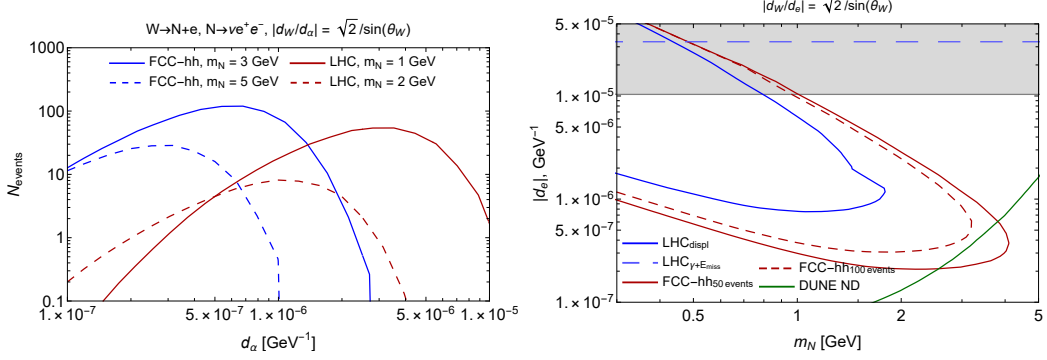 W→N+e, N→νe⁺e⁻, |d_W/d_α| = √2/sin(θ_W)
FCC-hh, m_N = 3 GeV
LHC, m_N = 1 GeV
FCC-hh, m_N = 5 GeV
LHC, m_N = 2 GeV
N_events
1000
100
10
1
0.1
1.×10⁻⁷
5.×10⁻⁷
1.×10⁻⁶
5.×10⁻⁶
1.×10⁻⁵
d_α [GeV⁻¹]
|d_W/d_e| = √2/sin(θ_W)
|d_e|, GeV⁻¹
5.×10⁻⁵
1.×10⁻⁵
5.×10⁻⁶
1.×10⁻⁶
5.×10⁻⁷
1.×10⁻⁷
LHC_displ
LHC_γ+E_miss
FCC-hh_50 events
FCC-hh_100 events
DUNE ND
0.5
1
2
5
m_N [GeV]